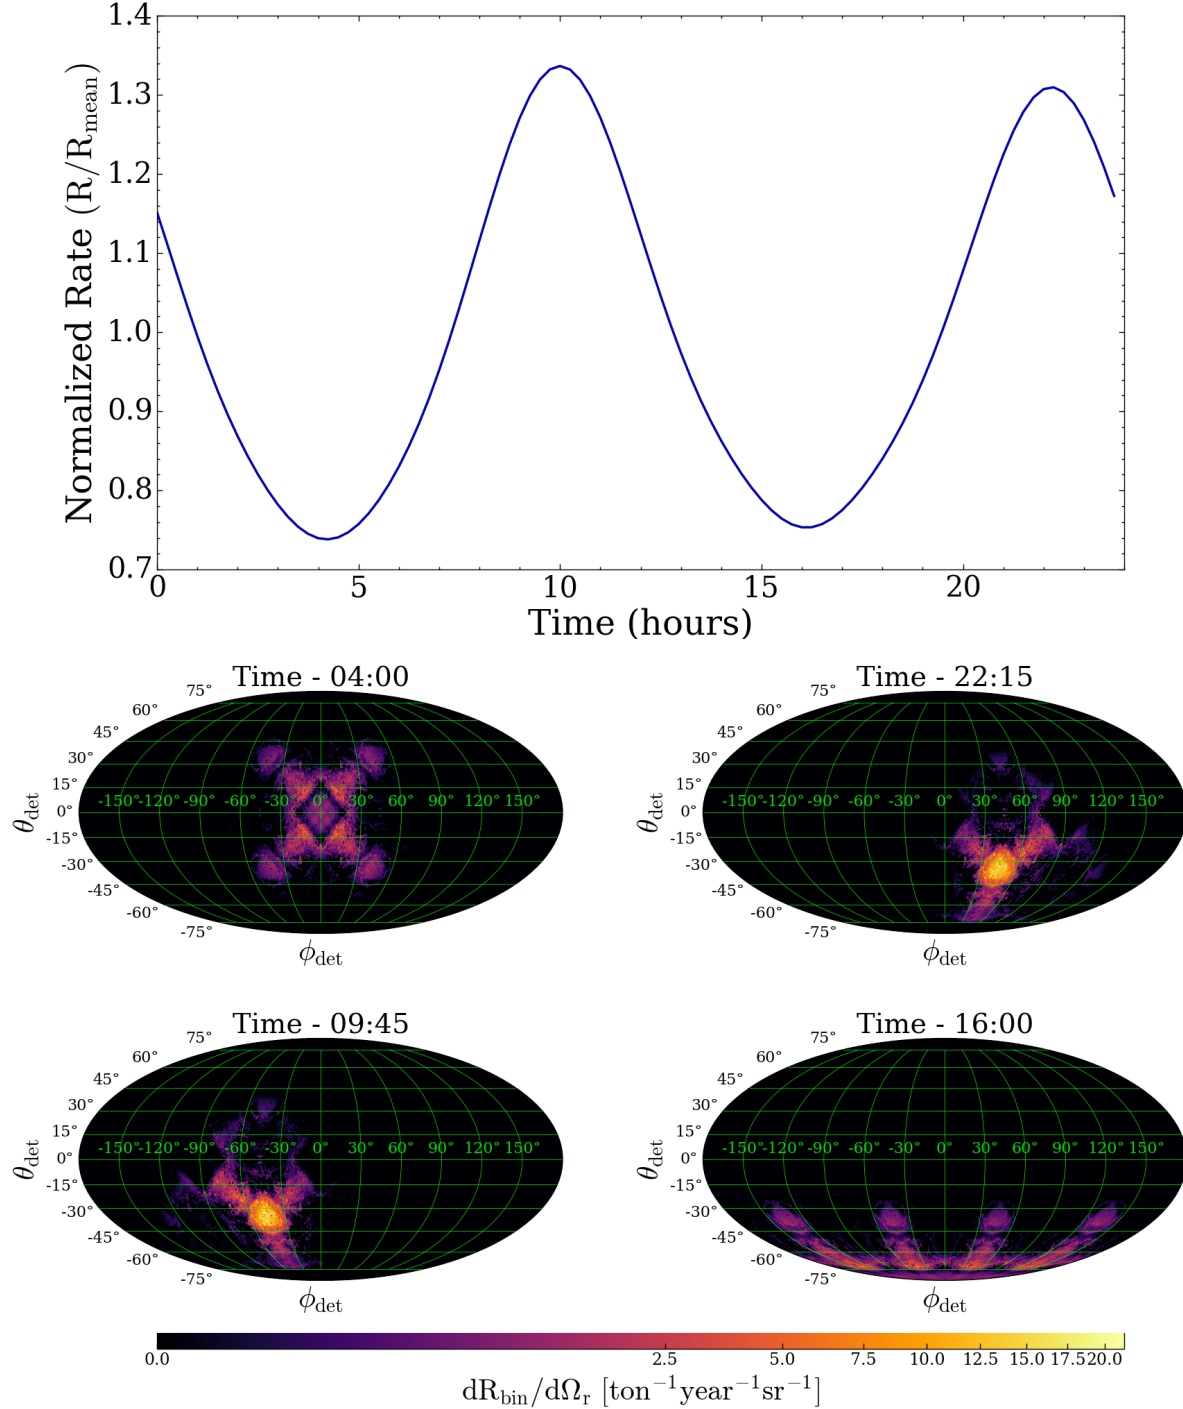 1.4
1.3
1.2
1.1
1.0
0.9
0.8
0.7
Normalized Rate (R/R_mean)
0 5 10 15 20
Time (hours)
Time - 04:00
75°
60°
45°
30°
15°
0°
-15°
-30°
-45°
-60°
-75°
-150° -120° -90° -60° -30° 0° 30° 60° 90° 120° 150°
θ_det
ϕ_det
Time - 22:15
75°
60°
45°
30°
15°
0°
-15°
-30°
-45°
-60°
-75°
-150° -120° -90° -60° -30° 0° 30° 60° 90° 120° 150°
θ_det
ϕ_det
Time - 09:45
75°
60°
45°
30°
15°
0°
-15°
-30°
-45°
-60°
-75°
-150° -120° -90° -60° -30° 0° 30° 60° 90° 120° 150°
θ_det
ϕ_det
Time - 16:00
75°
60°
45°
30°
15°
0°
-15°
-30°
-45°
-60°
-75°
-150° -120° -90° -60° -30° 0° 30° 60° 90° 120° 150°
θ_det
ϕ_det
0.0 2.5 5.0 7.5 10.0 12.5 15.0 17.5 20.0
dR_bin/dΩ_r [ton⁻¹year⁻¹sr⁻¹]